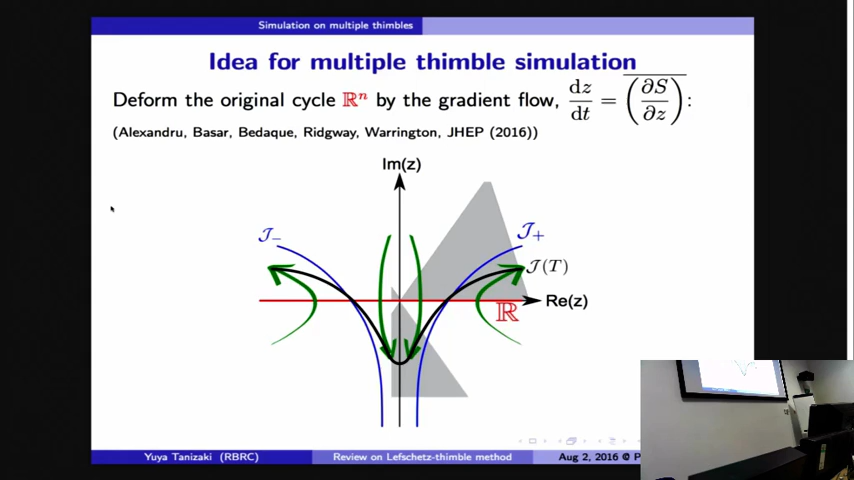 Simulation on multiple thimbles
Idea for multiple thimble simulation
Deform the original cycle ℝⁿ by the gradient flow, dz/dt = \overline{(∂S/∂z)}:
(Alexandru, Basar, Bedaque, Ridgway, Warrington, JHEP (2016))
Im(z)
𝒥₋
𝒥₊
𝒥(T)
Re(z)
ℝ
Yuya Tanizaki (RBRC)
Review on Lefschetz-thimble method
Aug 2, 2016 @ P